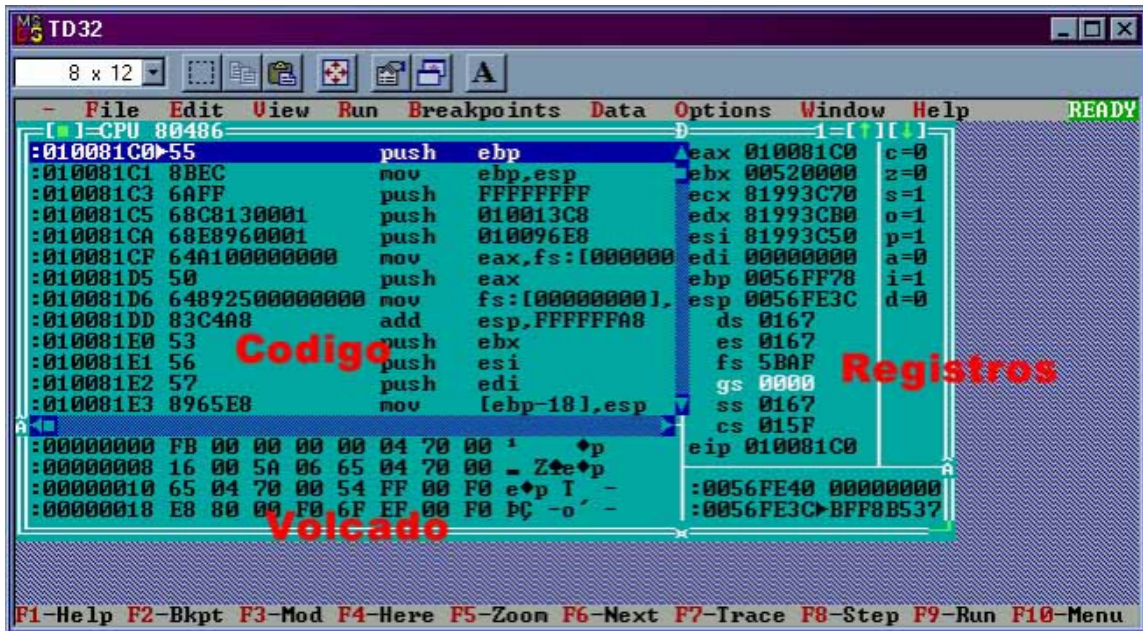 TD32
8 x 12 A
- File Edit View Run Breakpoints Data Options Window Help READY
CPU 80486 1
:010081C0 55 push ebp
:010081C1 8BEC mov ebp,esp
:010081C3 6AFF push FFFFFFFF
:010081C5 68C8130001 push 010013C8
:010081CA 68E8960001 push 010096E8
:010081CF 64A100000000 mov eax,fs:[000000
:010081D5 50 push eax
:010081D6 64892500000000 mov fs:[00000000],
:010081DD 83C4A8 add esp,FFFFFFA8
:010081E0 53 push ebx
:010081E1 56 push esi
:010081E2 57 push edi
:010081E3 8965E8 mov [ebp-18],esp
Codigo
eax 010081C0 c=0
ebx 00520000 z=0
ecx 81993C70 s=1
edx 81993CB0 o=1
esi 81993C50 p=1
edi 00000000 a=0
ebp 0056FF78 i=1
esp 0056FE3C d=0
ds 0167
es 0167
fs 5BAF
gs 0000
ss 0167
cs 015F
eip 010081C0
Registros
:00000000 FB 00 00 00 00 04 70 00 ¹ ♦p
:00000008 16 00 5A 06 65 04 70 00 ▬ Z♠e♦p
:00000010 65 04 70 00 54 FF 00 F0 e♦p T -
:00000018 E8 80 00 F0 6F EF 00 F0 ÞÇ -o´ -
Volcado
:0056FE40 00000000
:0056FE3C BFF8B537
F1-Help F2-Bkpt F3-Mod F4-Here F5-Zoom F6-Next F7-Trace F8-Step F9-Run F10-Menu